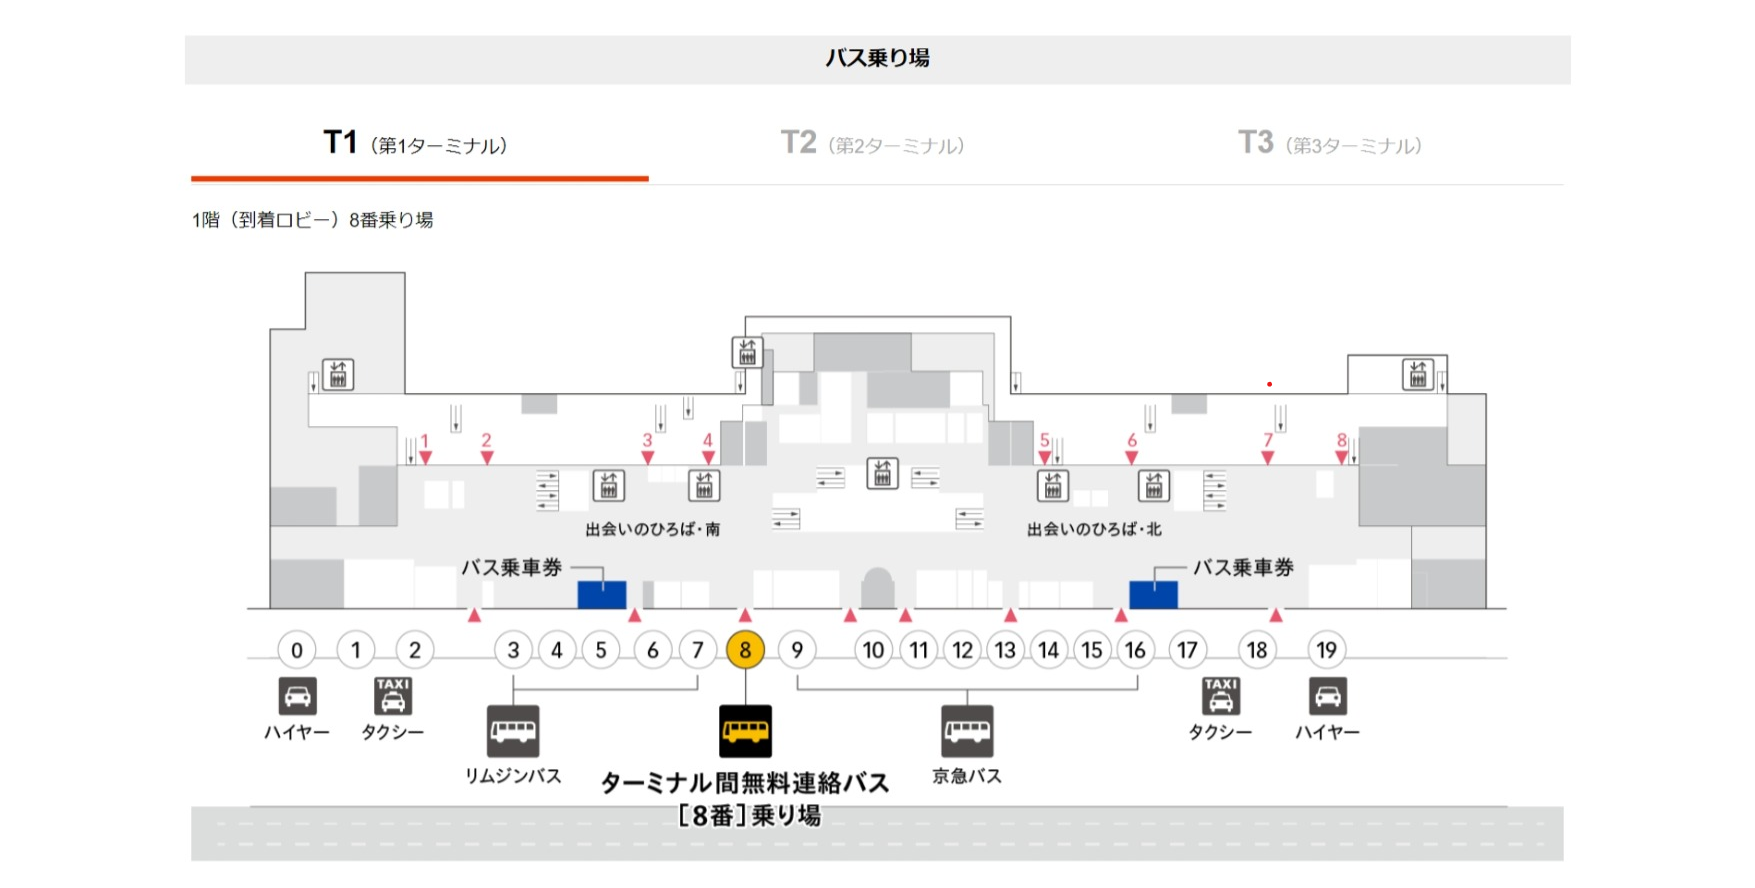 バス乗り場
T1（第1ターミナル）
T2（第2ターミナル）
T3（第3ターミナル）
1階（到着ロビー）8番乗り場
1 2 3 4 5 6 7 8
出会いのひろば・南
出会いのひろば・北
バス乗車券
バス乗車券
0 1 2 3 4 5 6 7 8 9 10 11 12 13 14 15 16 17 18 19
ハイヤー
TAXI
タクシー
リムジンバス
ターミナル間無料連絡バス
［8番］乗り場
京急バス
TAXI
タクシー
ハイヤー